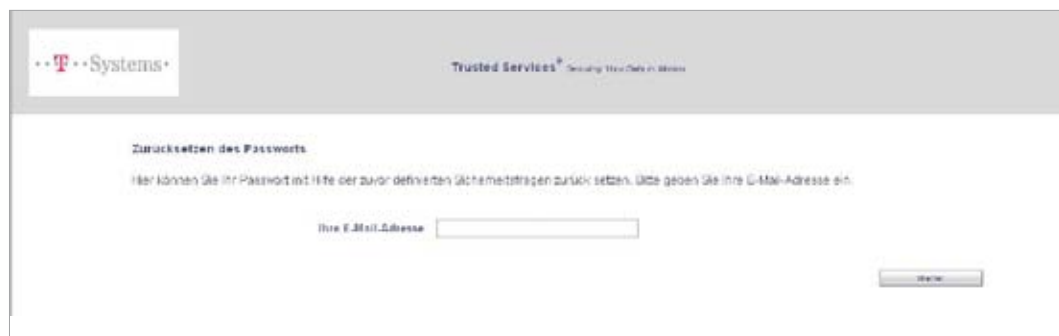 ··T··Systems·
Trusted Services®
Zurücksetzen des Passworts
Hier können Sie Ihr Passwort mit Hilfe der zuvor definierten Sicherheitsfragen zurück setzen. Bitte geben Sie Ihre E-Mail-Adresse ein.
Ihre E-Mail-Adresse
Weiter